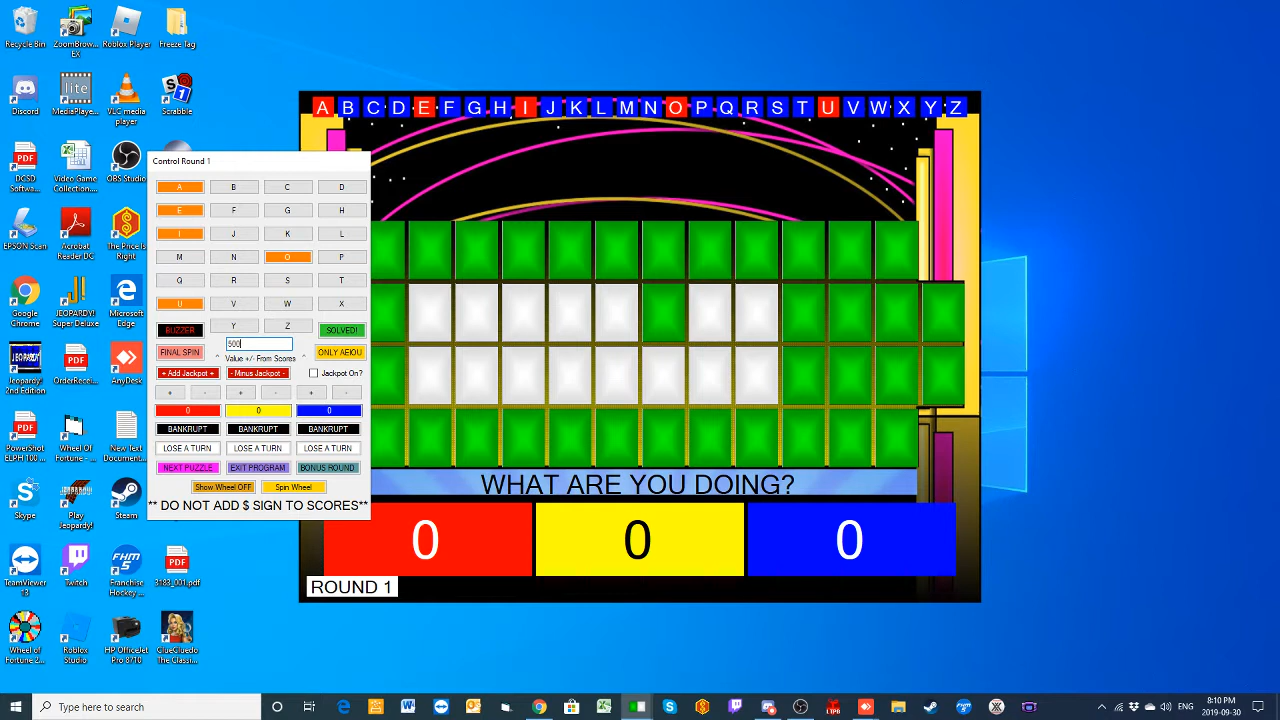 Recycle Bin
ZoomBrow... EX
Roblox Player
Freeze Tag
Discord
MediaPlaye...
VLC media player
Scrabble
DCSD Softwa...
Video Game Collection....
OBS Studio
EPSON Scan
Acrobat Reader DC
The Price Is Right
Google Chrome
JEOPARDY! Super Deluxe
Microsoft Edge
Jeopardy: 2nd Edition
OrderRecei...
AnyDesk
PowerShot ELPH 100 ...
Wheel Of Fortune - ...
New Text Document...
Skype
Play Jeopardy!
Steam
TeamViewer 13
Twitch
Franchise Hockey ...
3183_001.pdf
Wheel of Fortune 2...
Roblox Studio
HP OfficeJet Pro 8710
ClueCluedo The Classi...
Control Round 1
A B C D
E F G H
I J K L
M N O P
Q R S T
U V W X
BUZZER Y Z SOLVED!
500
FINAL SPIN ^ Value +/- From Scores ^ ONLY AEIOU
+ Add Jackpot + - Minus Jackpot - Jackpot On?
+ - + - + -
0 0 0
BANKRUPT BANKRUPT BANKRUPT
LOSE A TURN LOSE A TURN LOSE A TURN
NEXT PUZZLE EXIT PROGRAM BONUS ROUND
Show Wheel OFF Spin Wheel
** DO NOT ADD $ SIGN TO SCORES**
A B C D E F G H I J K L M N O P Q R S T U V W X Y Z
WHAT ARE YOU DOING?
0 0 0
ROUND 1
Type here to search
8:10 PM
2019-09-30